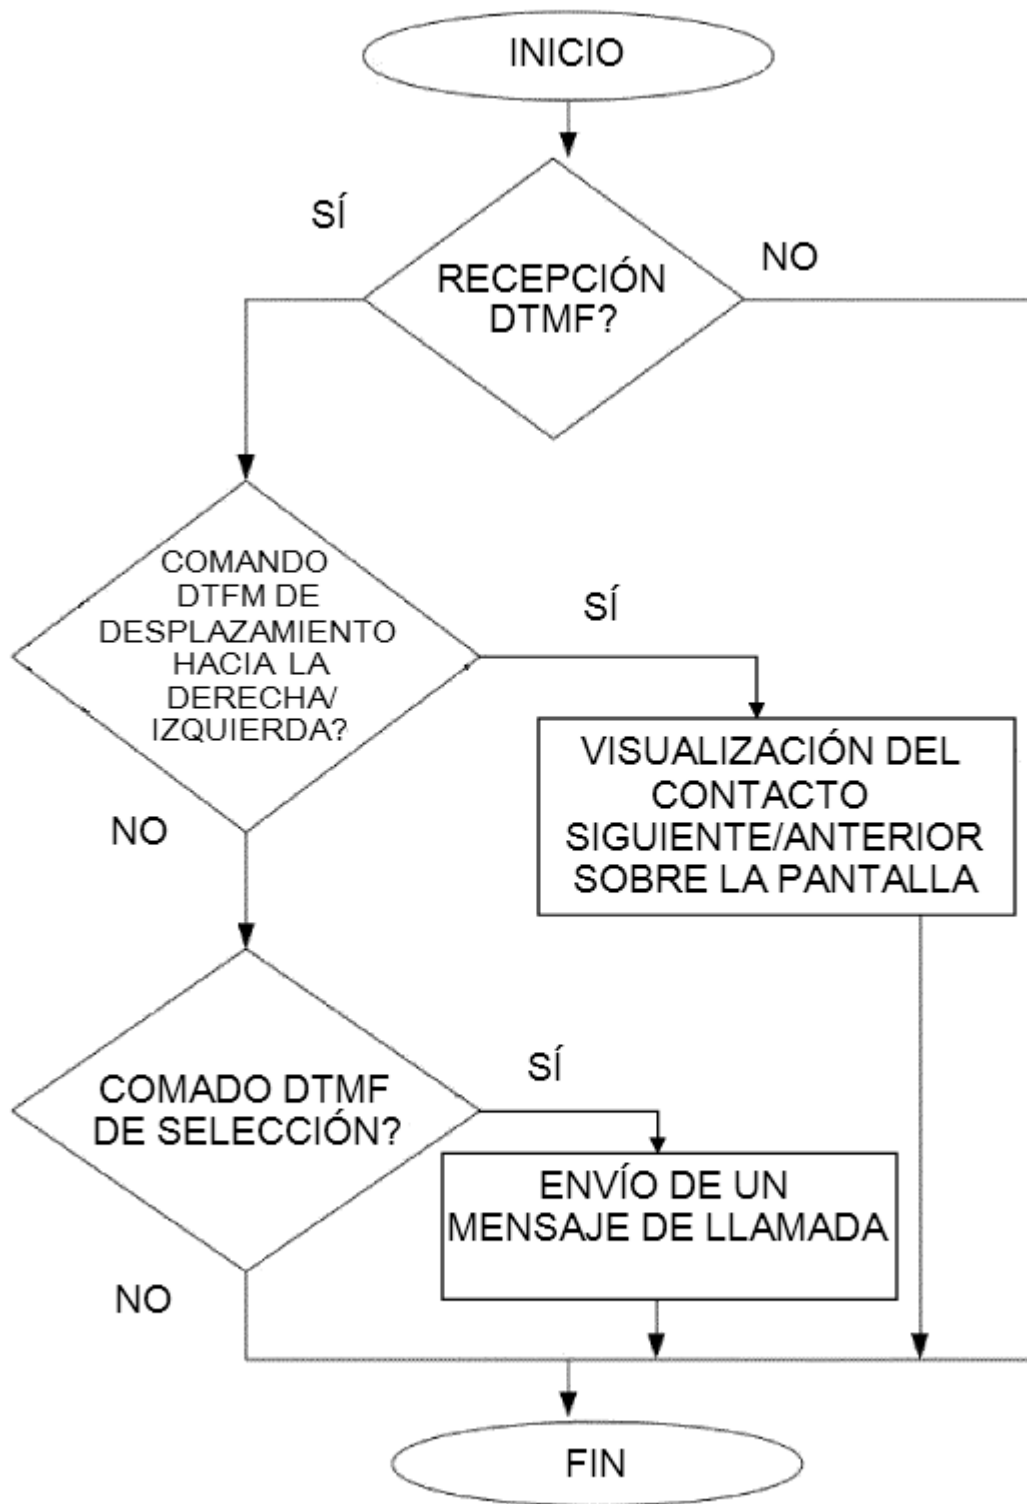 INICIO
SÍ
NO
RECEPCIÓN
DTMF?
COMANDO
DTFM DE
DESPLAZAMIENTO
HACIA LA
DERECHA/
IZQUIERDA?
SÍ
VISUALIZACIÓN DEL
CONTACTO
SIGUIENTE/ANTERIOR
SOBRE LA PANTALLA
NO
COMADO DTMF
DE SELECCIÓN?
SÍ
ENVÍO DE UN
MENSAJE DE LLAMADA
NO
FIN